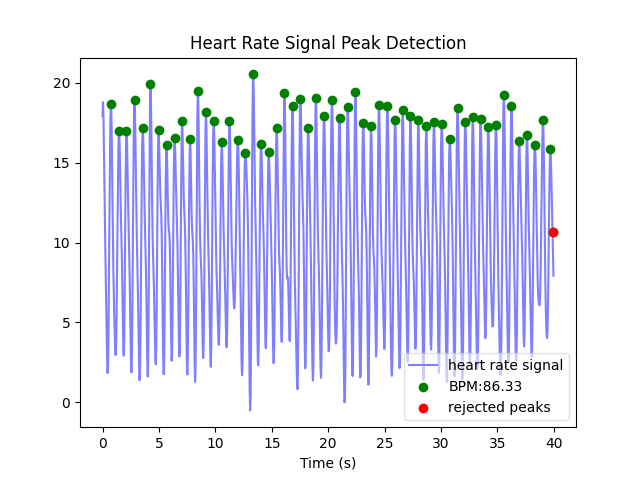 Heart Rate Signal Peak Detection
20
15
10
5
0
heart rate signal
BPM:86.33
rejected peaks
0 5 10 15 20 25 30 35 40
Time (s)